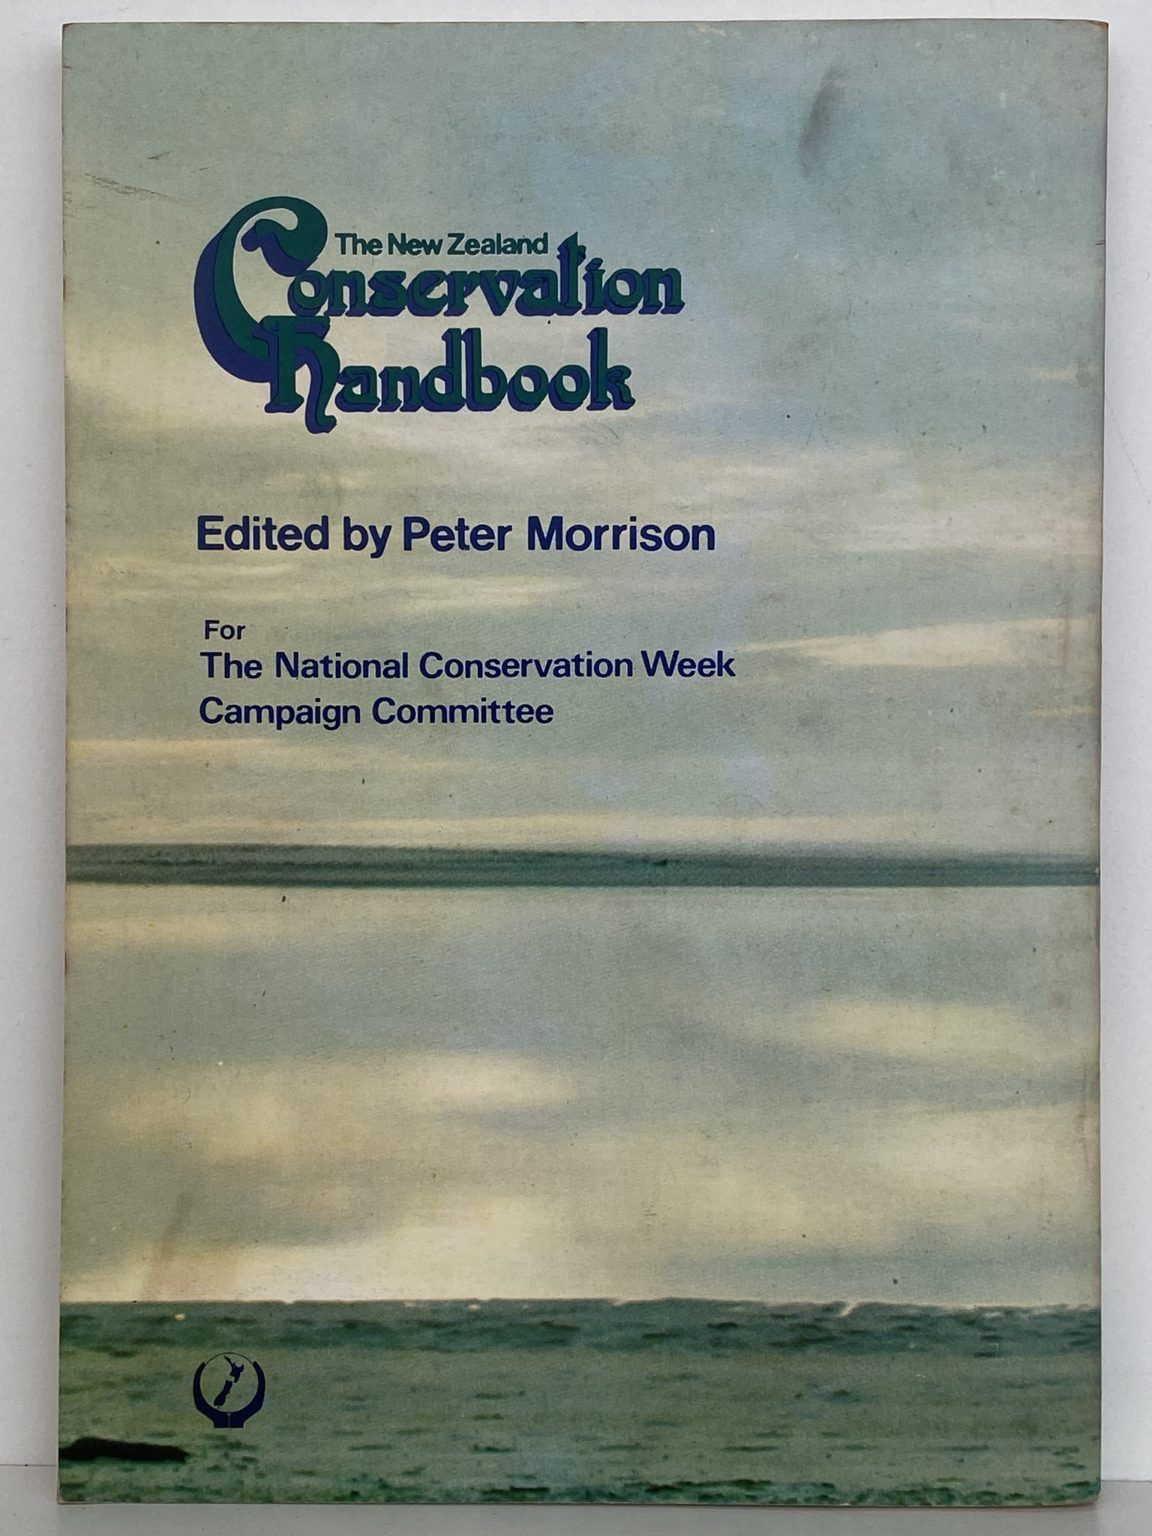 The New Zealand
Conservation
Handbook
Edited by Peter Morrison
For
The National Conservation Week
Campaign Committee